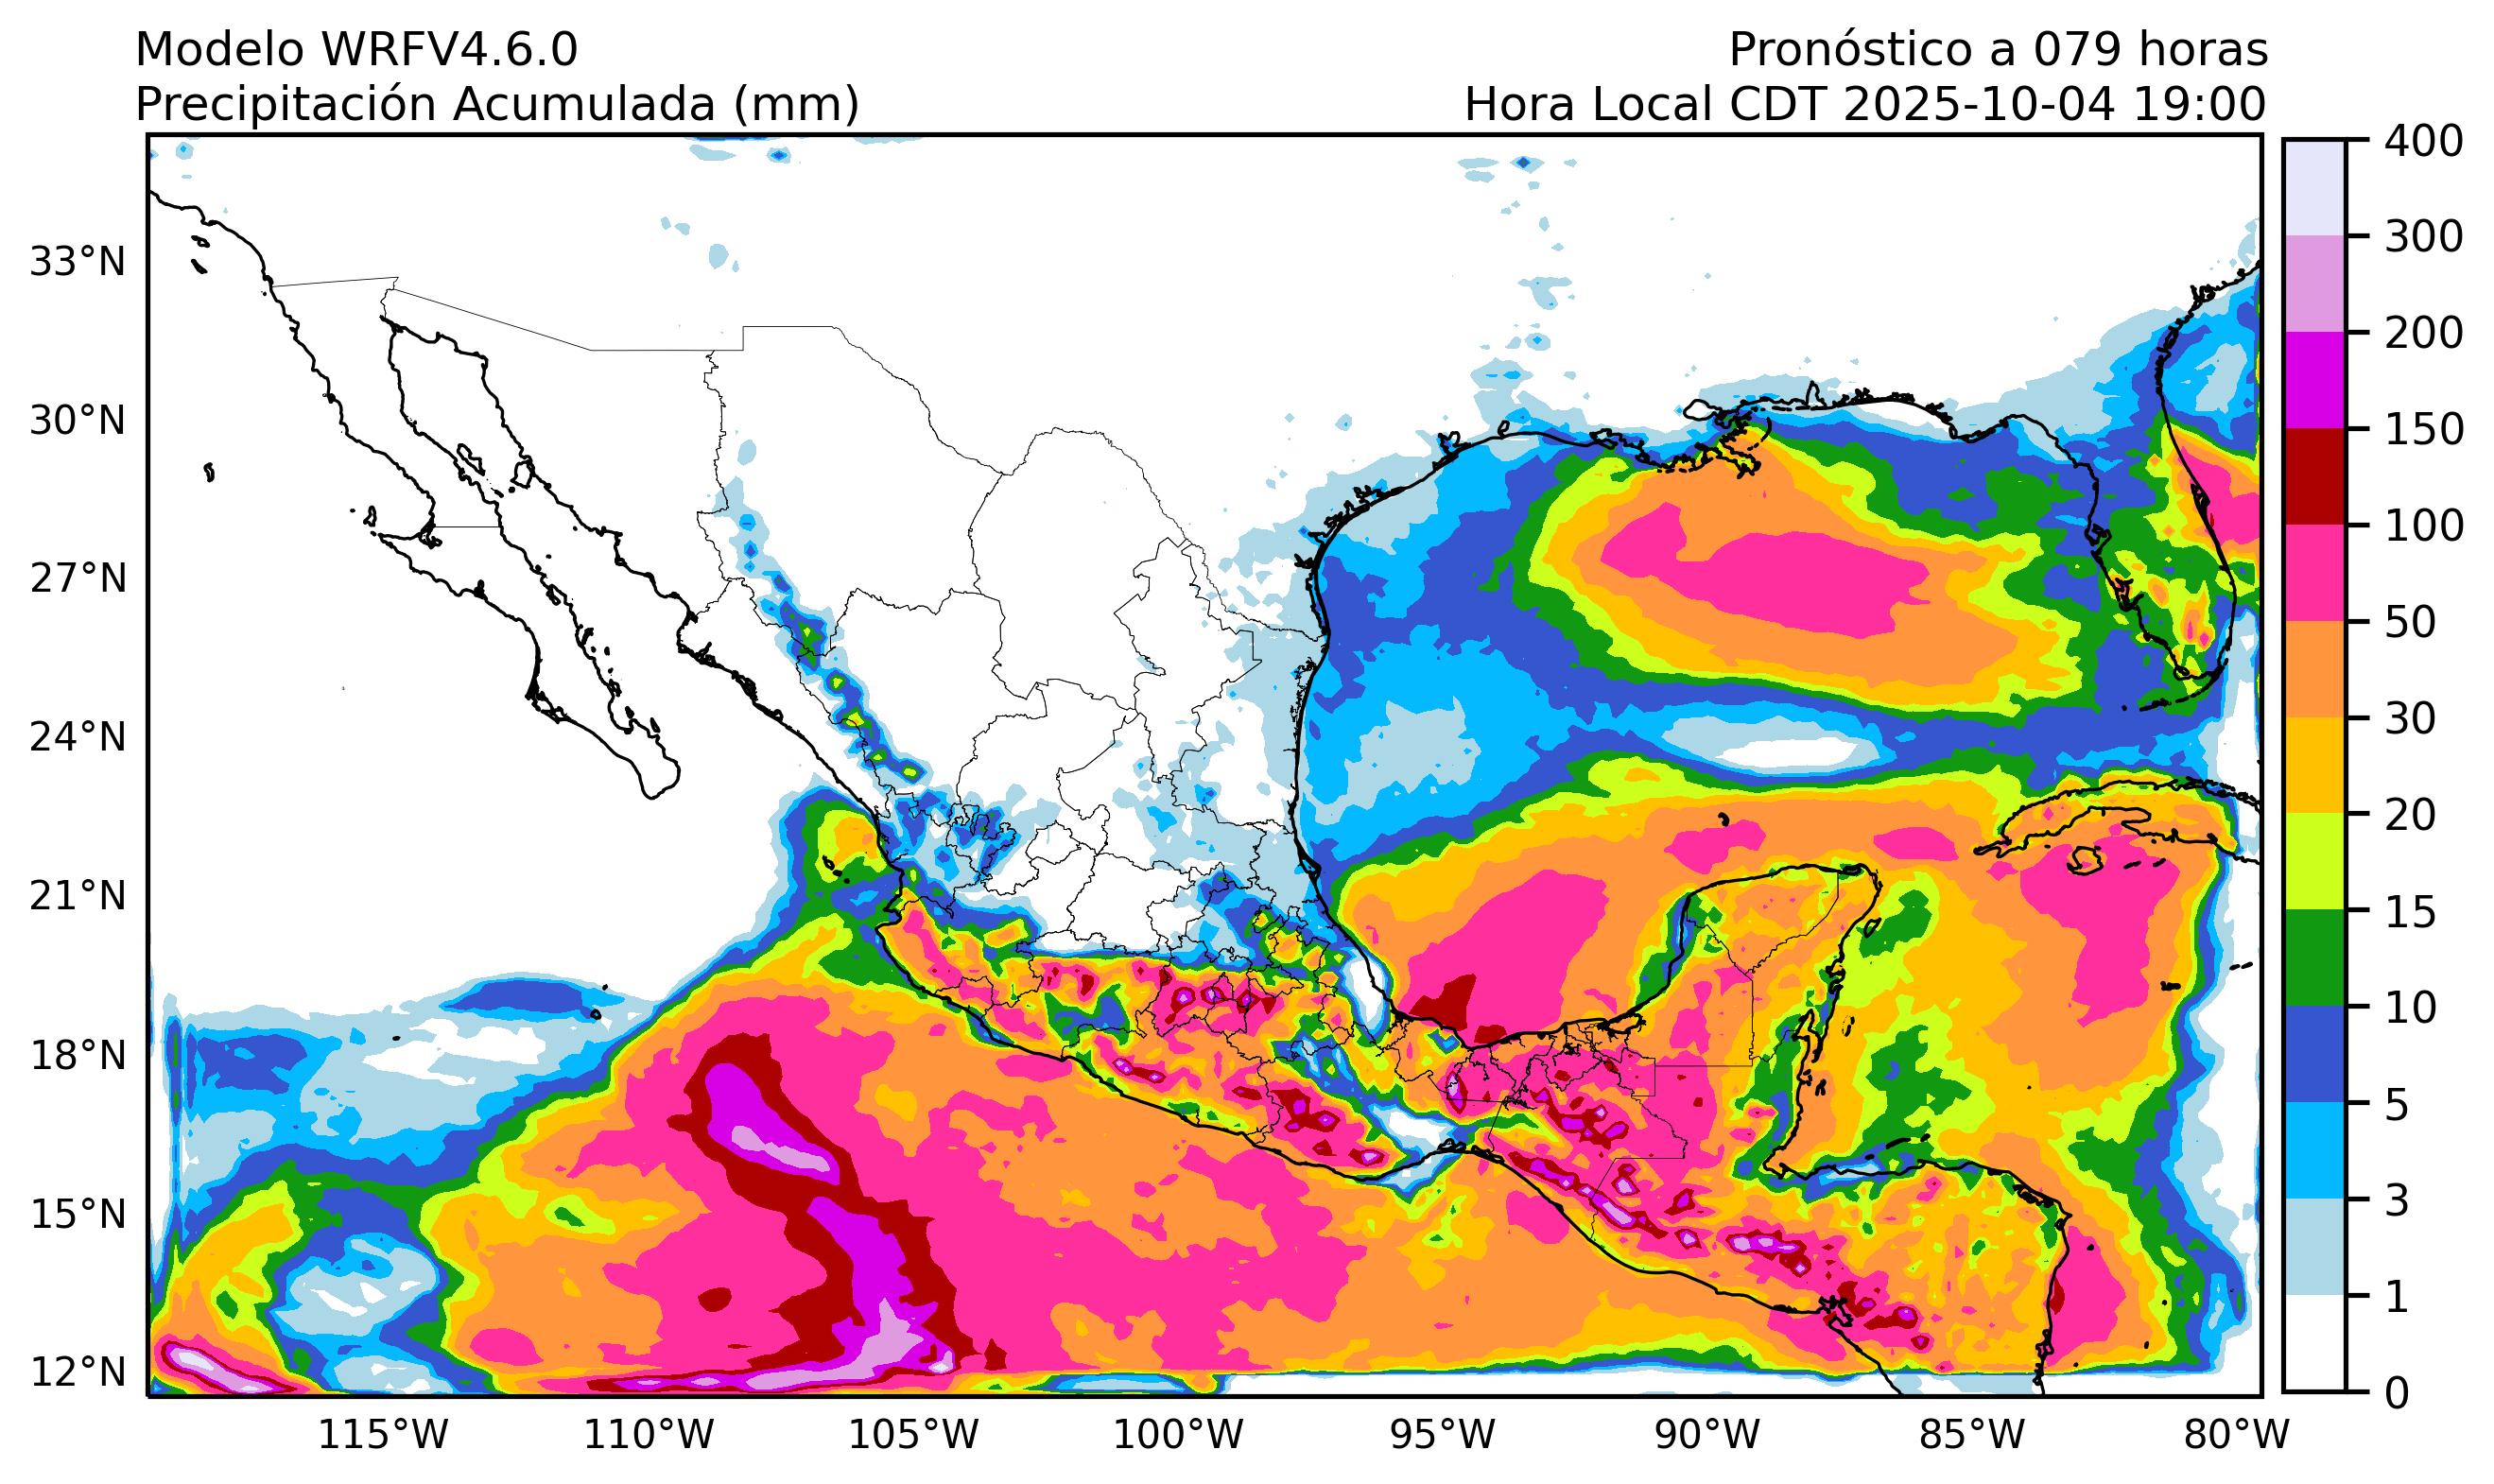 Modelo WRFV4.6.0
Pronóstico a 079 horas
Precipitación Acumulada (mm)
Hora Local CDT 2025-10-04 19:00
33°N
30°N
27°N
24°N
21°N
18°N
15°N
12°N
115°W
110°W
105°W
100°W
95°W
90°W
85°W
80°W
400
300
200
150
100
50
30
20
15
10
5
3
1
0